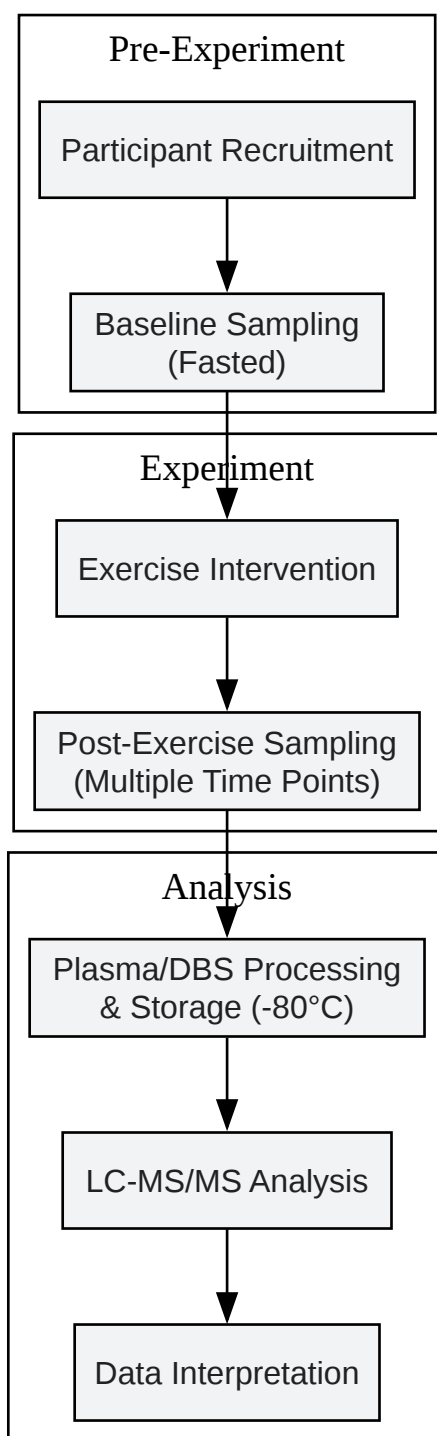 Pre-Experiment
Participant Recruitment
Baseline Sampling
(Fasted)
Experiment
Exercise Intervention
Post-Exercise Sampling
(Multiple Time Points)
Analysis
Plasma/DBS Processing
& Storage (-80°C)
LC-MS/MS Analysis
Data Interpretation